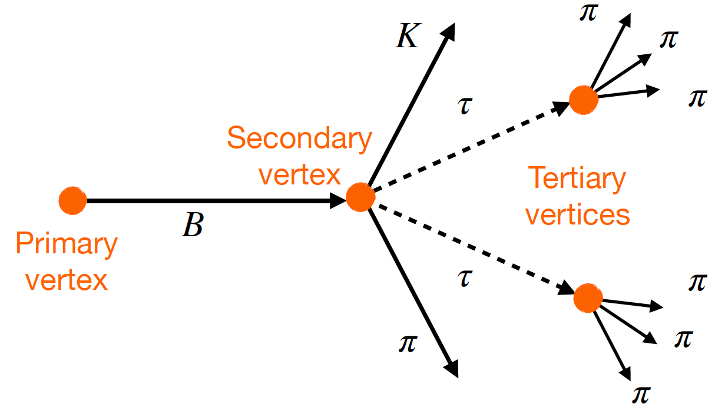 π
π
K
π
τ
Secondary
vertex
Tertiary
vertices
B
Primary
vertex
τ
π
π
π
π